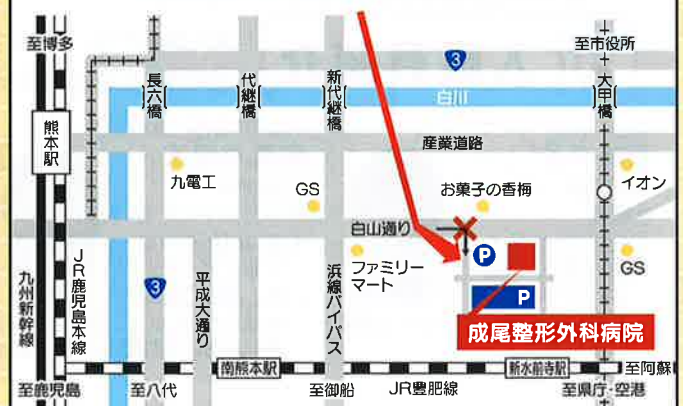 至博多
至市役所
3
長六橋
代継橋
新代継橋
白川
大甲橋
熊本駅
産業道路
九電工
GS
お菓子の香梅
イオン
白山通り
P
ファミリー
マート
GS
九州新幹線
JR鹿児島本線
3
平成大通り
浜線バイパス
P
成尾整形外科病院
南熊本駅
新水前寺駅
至阿蘇
至鹿児島
至八代
至御船
JR豊肥線
至県庁・空港